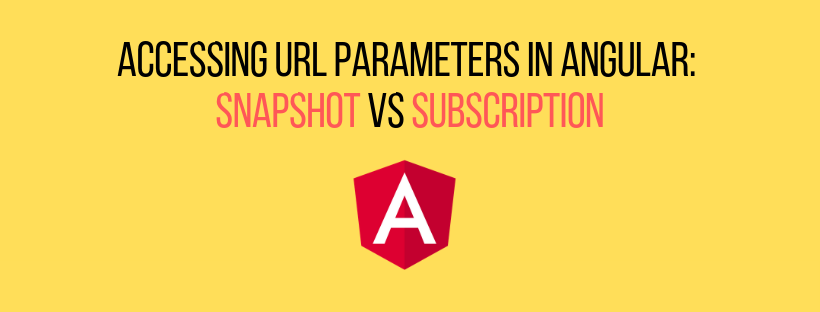 ACCESSING URL PARAMETERS IN ANGULAR:
SNAPSHOT VS SUBSCRIPTION
A